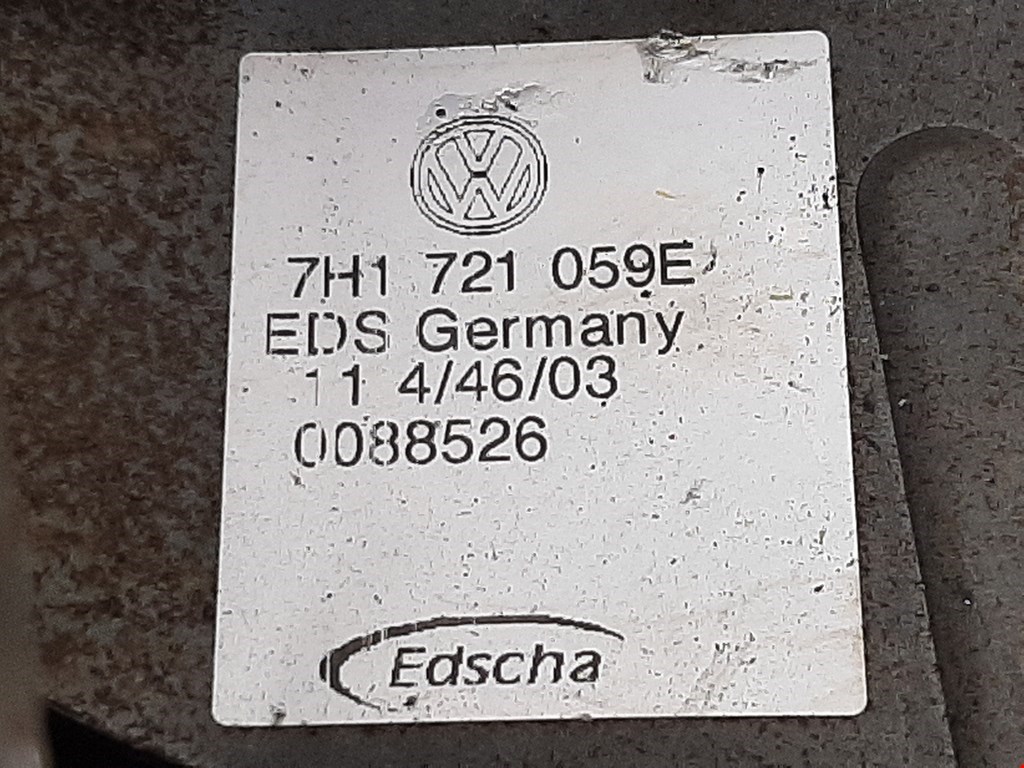 7H1 721 059E
EDS Germany
11 4/46/03
0088526
Edscha